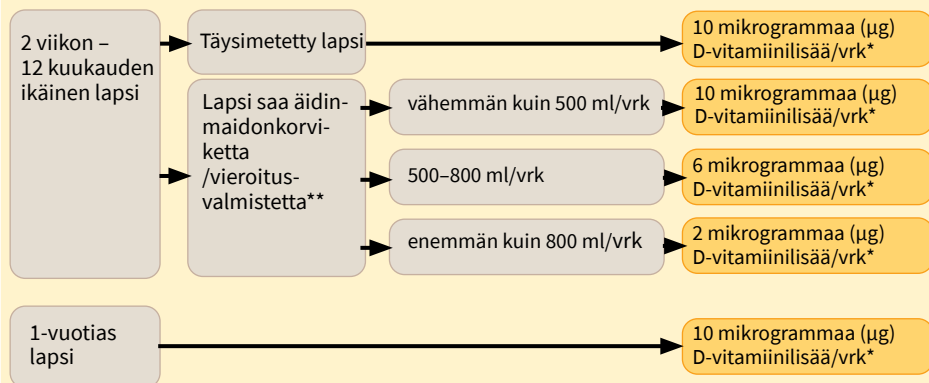 2 viikon –
12 kuukauden
ikäinen lapsi
Täysimetetty lapsi
10 mikrogrammaa (µg)
D-vitamiinilisää/vrk*
Lapsi saa äidin-
maidonkorvi-
ketta
/vieroitus-
valmistetta**
vähemmän kuin 500 ml/vrk
10 mikrogrammaa (µg)
D-vitamiinilisää/vrk*
500–800 ml/vrk
6 mikrogrammaa (µg)
D-vitamiinilisää/vrk*
enemmän kuin 800 ml/vrk
2 mikrogrammaa (µg)
D-vitamiinilisää/vrk*
1-vuotias
lapsi
10 mikrogrammaa (µg)
D-vitamiinilisää/vrk*